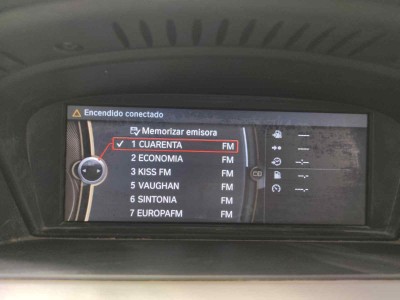 Encendido conectado
Memorizar emisora
✓ 1 CUARENTA FM
2 ECONOMIA FM
3 KISS FM FM
5 VAUGHAN FM
6 SINTONIA FM
7 EUROPAFM FM